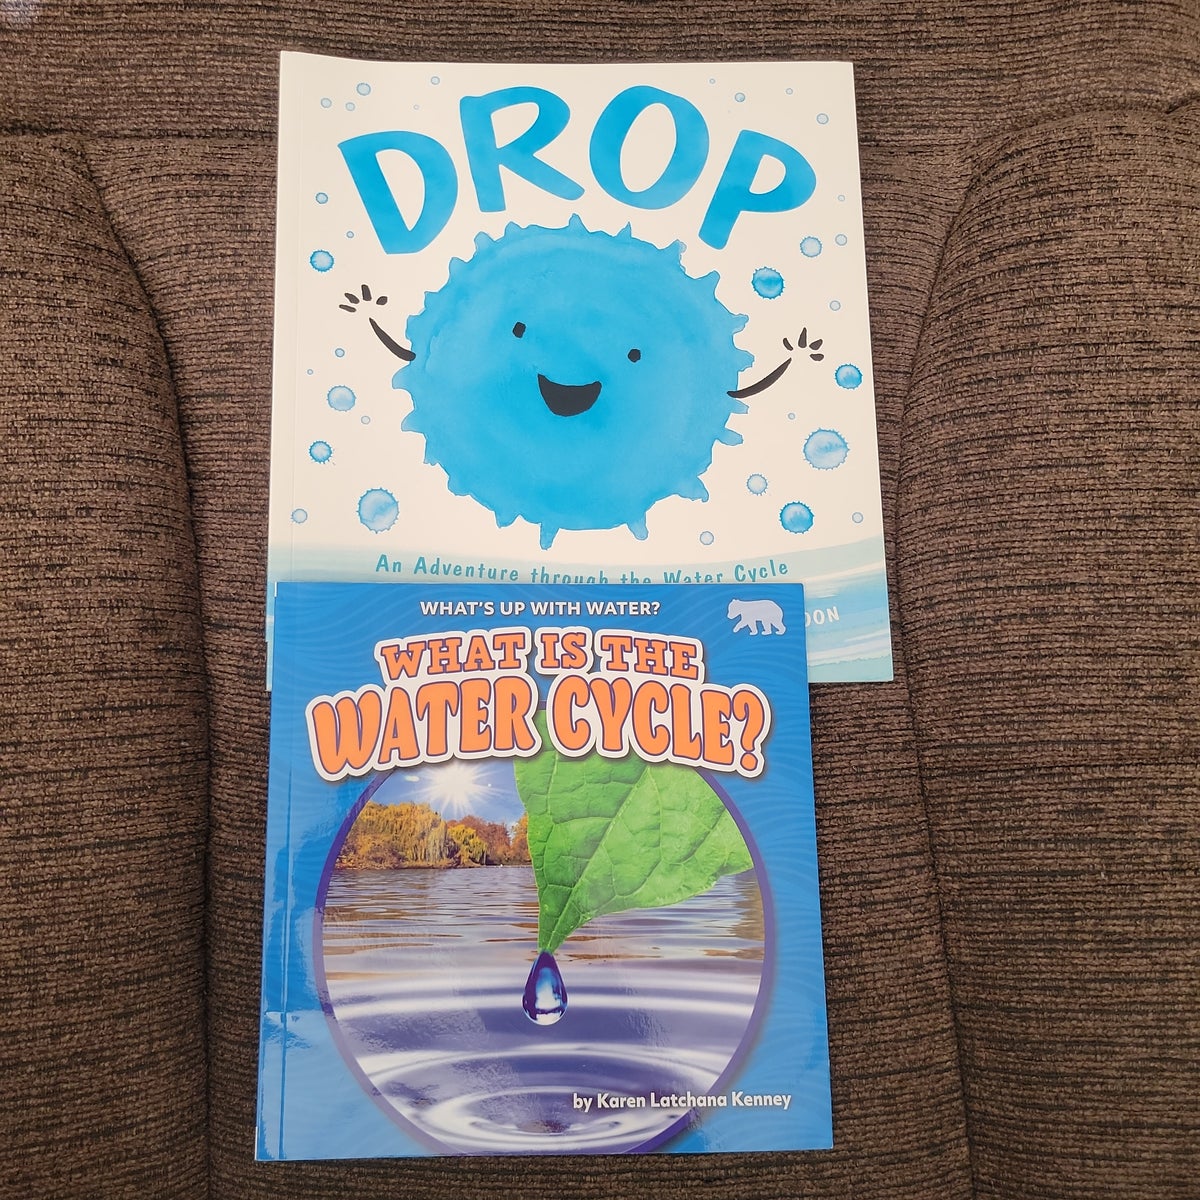 DROP
An Adventure through the Water Cycle
WHAT'S UP WITH WATER?
WHAT IS THE
WATER CYCLE?
by Karen Latchana Kenney